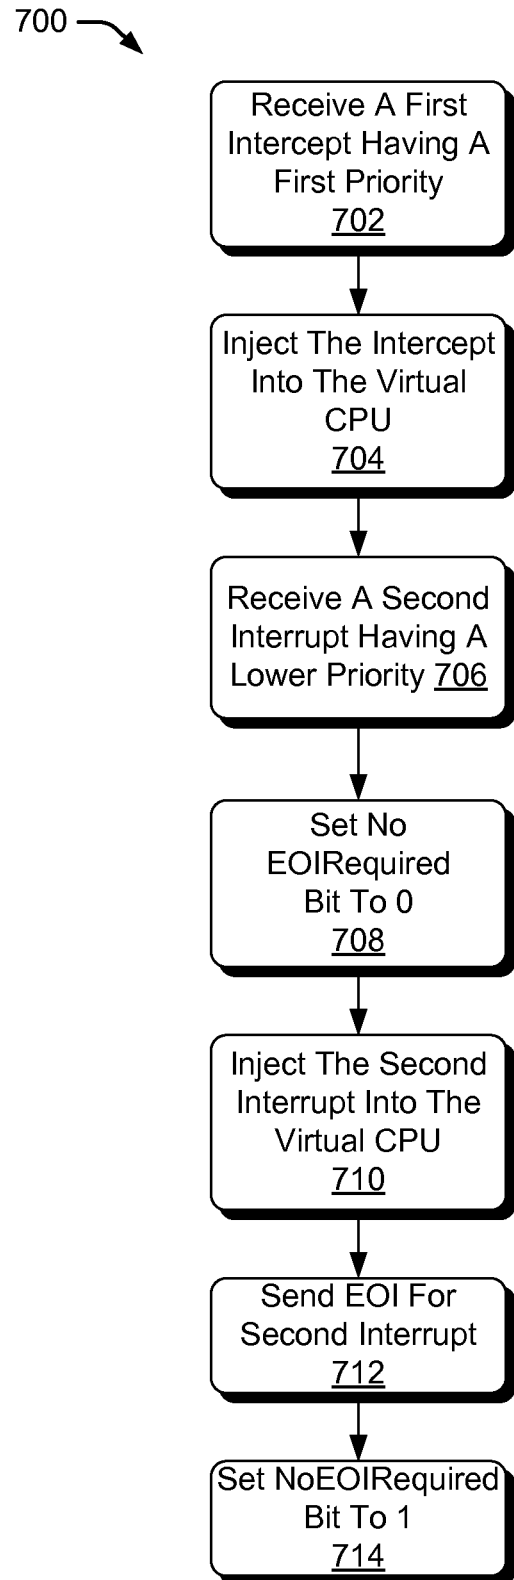 700
Receive A First
Intercept Having A
First Priority
702
Inject The Intercept
Into The Virtual
CPU
704
Receive A Second
Interrupt Having A
Lower Priority 706
Set No
EOIRequired
Bit To 0
708
Inject The Second
Interrupt Into The
Virtual CPU
710
Send EOI For
Second Interrupt
712
Set NoEOIRequired
Bit To 1
714